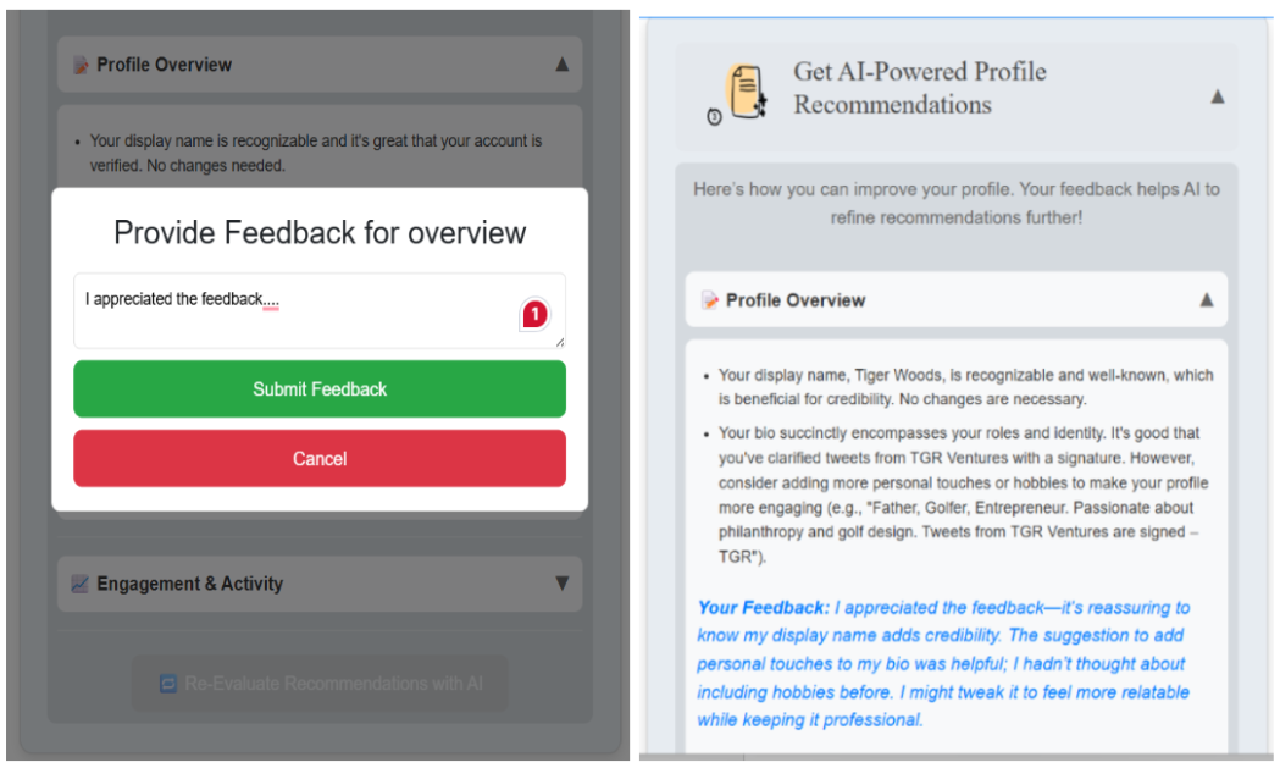 Profile Overview ▲
• Your display name is recognizable and it's great that your account is
verified. No changes needed.
Provide Feedback for overview
I appreciated the feedback....
1
Submit Feedback
Cancel
Engagement & Activity ▼
Re-Evaluate Recommendations with AI
Get AI-Powered Profile
Recommendations ▲
Here's how you can improve your profile. Your feedback helps AI to
refine recommendations further!
Profile Overview ▲
• Your display name, Tiger Woods, is recognizable and well-known, which
is beneficial for credibility. No changes are necessary.
• Your bio succinctly encompasses your roles and identity. It's good that
you've clarified tweets from TGR Ventures with a signature. However,
consider adding more personal touches or hobbies to make your profile
more engaging (e.g., "Father, Golfer, Entrepreneur. Passionate about
philanthropy and golf design. Tweets from TGR Ventures are signed –
TGR").
Your Feedback: I appreciated the feedback—it's reassuring to
know my display name adds credibility. The suggestion to add
personal touches to my bio was helpful; I hadn't thought about
including hobbies before. I might tweak it to feel more relatable
while keeping it professional.